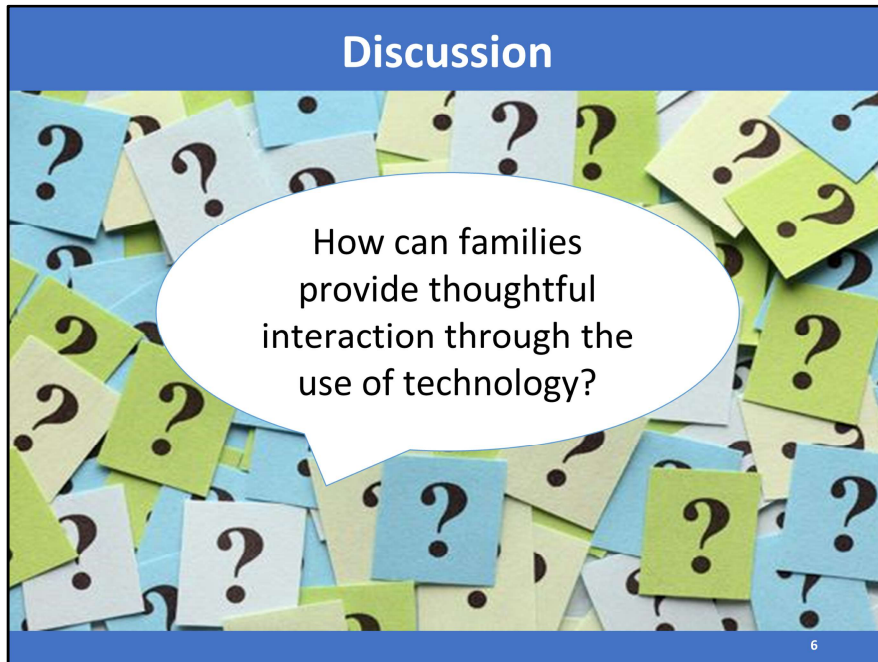 Discussion
How can families
provide thoughtful
interaction through the
use of technology?
? ? ? ? ? ? ? ? ? ? ? ? ? ? ?
6